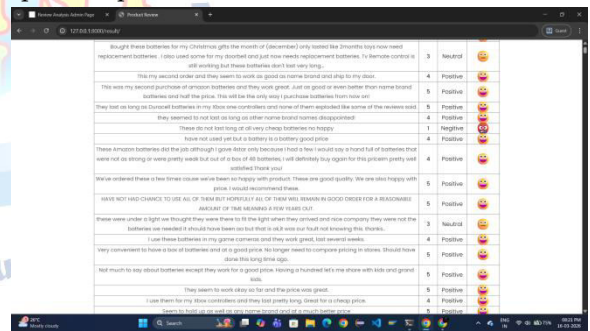 Review Analysis Admin Page
Product Review
127.0.0.1:8000/result/
Guest
Bought these batteries for my Christmas gifts the month of (december) only lasted like 2months toys now need
replacement batteries. I also used some for my doorbell and just now needs replacement batteries. Tv Remote control is
still working but these batteries don't last very long... 3 Neutral
This my second order and they seem to work as good as name brand and ship to my door. 4 Positive
This was my second purchase of amazon batteries and they work great. Just as good or even better than name brand
batteries and half the price. This will be the only way I purchase batteries from now on! 5 Positive
They last as long as Duracell batteries in my Xbox one controllers and none of them exploded like some of the reviews said. 5 Positive
they seemed to not last as long as other name brand names disappointed! 4 Positive
These do not last long at all very cheap batteries no happy 1 Negitive
have not used yet but a battery is a battery good price 4 Positive
These Amazon batteries did the job although I gave 4star only because I had a few I would say a hand full of batteries that
were not as strong or were pretty weak but out of a box of 48 batteries, I will definitely buy again for this priceIm pretty well
satisfied.Thank you! 4 Positive
We've ordered these a few times cause we've been so happy with product. These are good quality. We are also happy with
price. I would recommend these. 5 Positive
HAVE NOT HAD CHANCE TO USE ALL OF THEM BUT HOPEFULLY ALL OF THEM WILL REMAIN IN GOOD ORDER FOR A REASONABLE
AMOUNT OF TIME MEANING A FEW YEARS OUT 5 Positive
these were under a light we thought they were there to fit the light when they arrived and nice company they were not the
batteries we needed it should have been as but that is ok.it was our fault not knowing this. thanks. 3 Neutral
I use these batteries in my game cameras and they work great, last several weeks. 4 Positive
Very convenient to have a box of batteries and at a good price. No longer need to compare pricing in stores. Should have
done this long time ago. 5 Positive
Not much to say about batteries except they work for a good price. Having a hundred let's me share with kids and grand
kids. 5 Positive
They seem to work okay so far and the price was great. 5 Positive
I use them for my Xbox controllers and they last pretty long. Great for a cheap price. 4 Positive
Seem to hold up as well as any name brand and at a much better price 5 Positive
29°C
Mostly cloudy
Search
ENG
IN